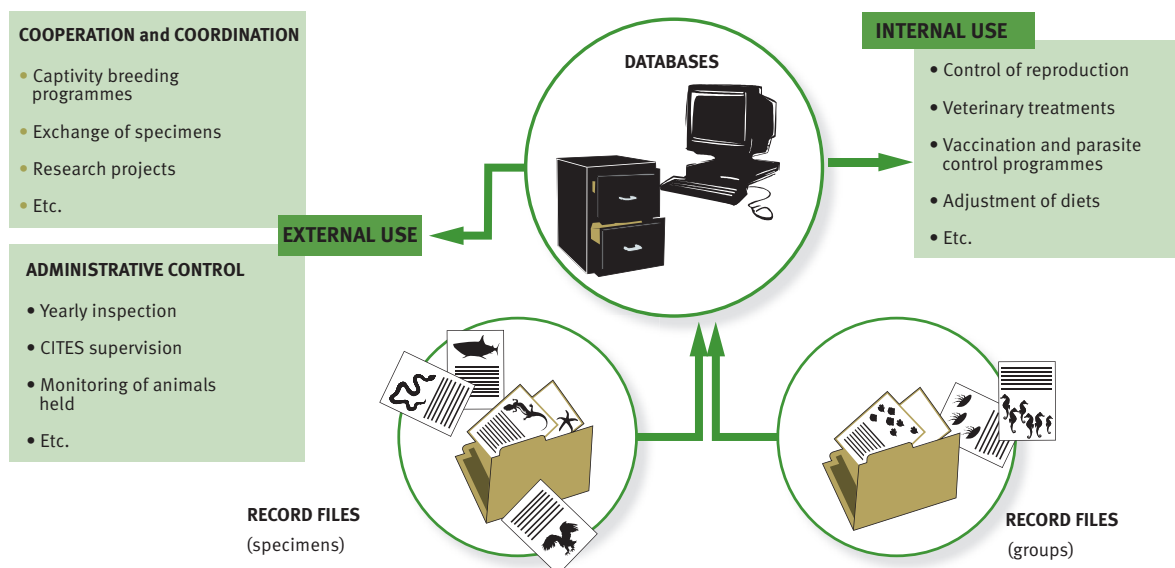 COOPERATION and COORDINATION
• Captivity breeding
programmes
• Exchange of specimens
• Research projects
• Etc.
EXTERNAL USE
ADMINISTRATIVE CONTROL
• Yearly inspection
• CITES supervision
• Monitoring of animals
held
• Etc.
DATABASES
INTERNAL USE
• Control of reproduction
• Veterinary treatments
• Vaccination and parasite
control programmes
• Adjustment of diets
• Etc.
RECORD FILES
(specimens)
RECORD FILES
(groups)